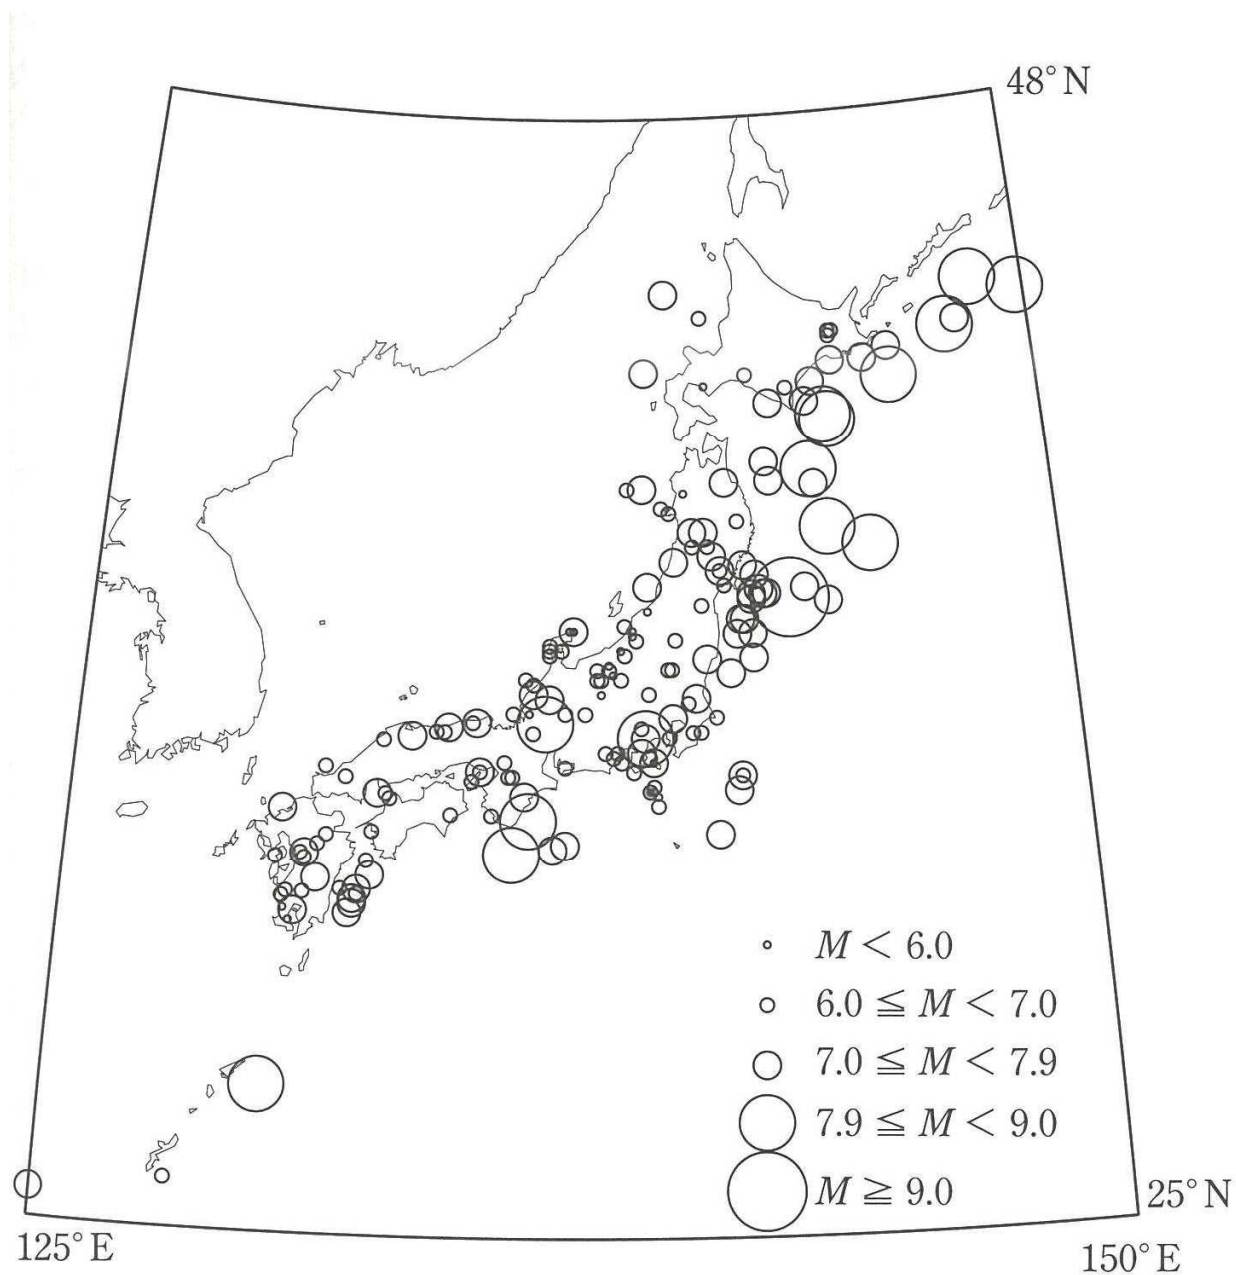 48°N
M < 6.0
6.0 ≦ M < 7.0
7.0 ≦ M < 7.9
7.9 ≦ M < 9.0
M ≧ 9.0
25°N
125°E
150°E